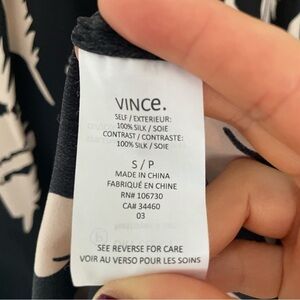 VINCE.
SELF / EXTERIEUR:
100% SILK / SOIE
CONTRAST / CONTRASTE:
100% SILK / SOIE
S / P
MADE IN CHINA
FABRIQUÉ EN CHINE
RN# 106730
CA# 34460
03
SEE REVERSE FOR CARE
VOIR AU VERSO POUR LES SOINS